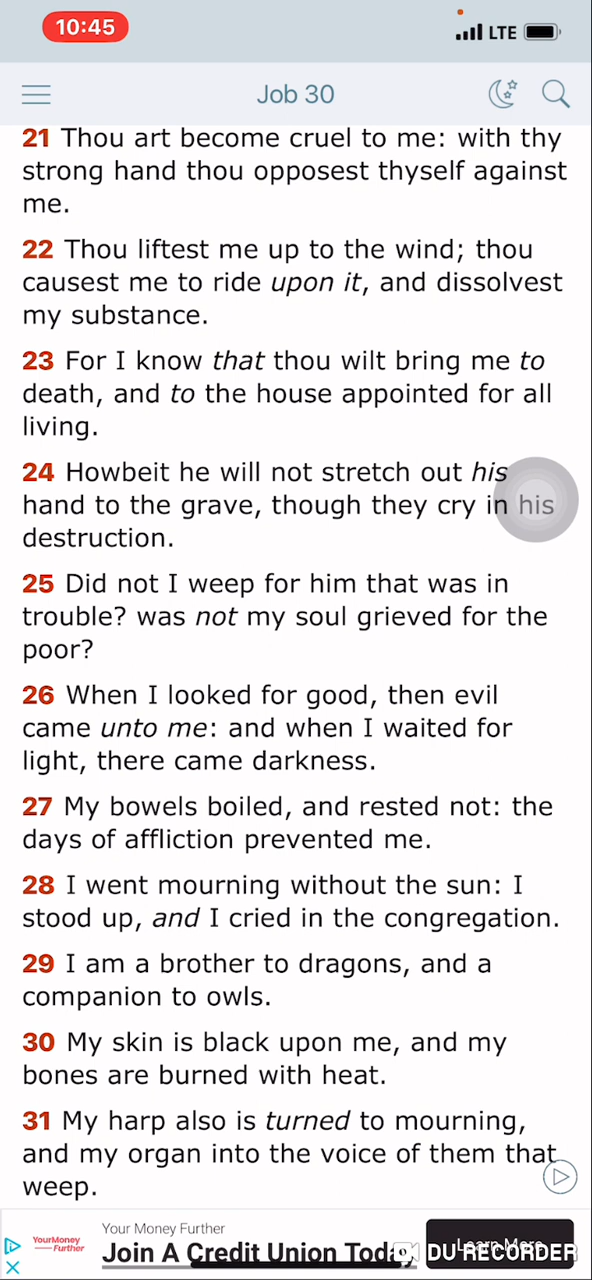 10:45
LTE
Job 30
21 Thou art become cruel to me: with thy
strong hand thou opposest thyself against
me.
22 Thou liftest me up to the wind; thou
causest me to ride upon it, and dissolvest
my substance.
23 For I know that thou wilt bring me to
death, and to the house appointed for all
living.
24 Howbeit he will not stretch out his
hand to the grave, though they cry in his
destruction.
25 Did not I weep for him that was in
trouble? was not my soul grieved for the
poor?
26 When I looked for good, then evil
came unto me: and when I waited for
light, there came darkness.
27 My bowels boiled, and rested not: the
days of affliction prevented me.
28 I went mourning without the sun: I
stood up, and I cried in the congregation.
29 I am a brother to dragons, and a
companion to owls.
30 My skin is black upon me, and my
bones are burned with heat.
31 My harp also is turned to mourning,
and my organ into the voice of them that
weep.
YourMoney
Further
Your Money Further
Join A Credit Union Today
Learn More
DU RECORDER